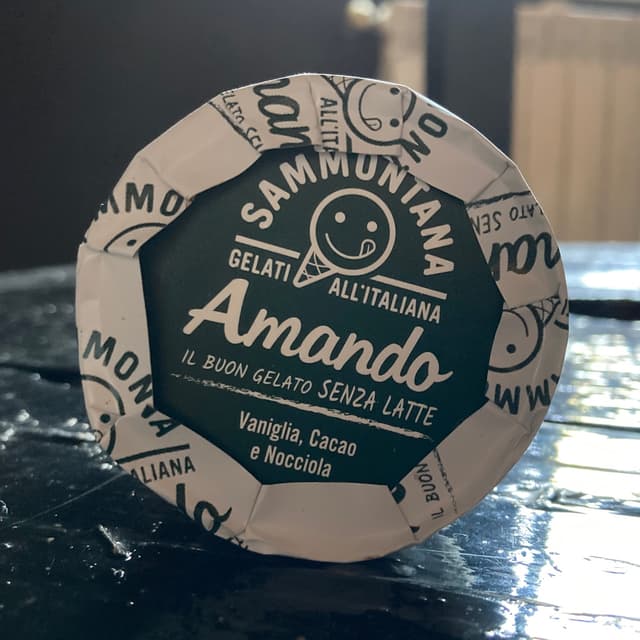 SAMMONTANA
GELATI ALL'ITALIANA
Amando
IL BUON GELATO SENZA LATTE
Vaniglia, Cacao
e Nocciola